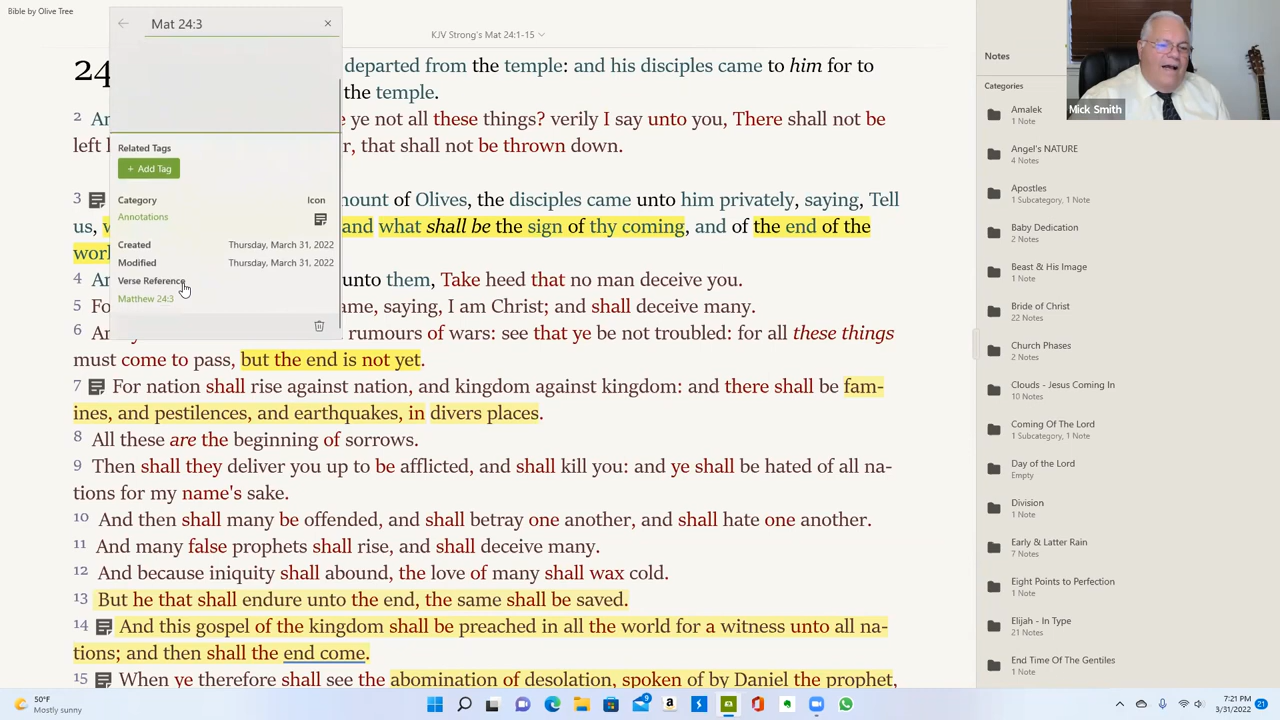 Bible by Olive Tree
Mat 24:3
Related Tags
+ Add Tag
Category
Icon
Annotations
Created
Thursday, March 31, 2022
Modified
Thursday, March 31, 2022
Verse Reference
Matthew 24:3
KJV Strong's Mat 24:1-15
24
departed from the temple: and his disciples came to him for to
the temple.
2 An
ye not all these things? verily I say unto you, There shall not be
left
r, that shall not be thrown down.
3
mount of Olives, the disciples came unto him privately, saying, Tell
us,
and what shall be the sign of thy coming, and of the end of the
worl
4 An
unto them, Take heed that no man deceive you.
5 Fo
ame, saying, I am Christ; and shall deceive many.
6
rumours of wars: see that ye be not troubled: for all these things
must come to pass, but the end is not yet.
7 For nation shall rise against nation, and kingdom against kingdom: and there shall be fam-
ines, and pestilences, and earthquakes, in divers places.
8 All these are the beginning of sorrows.
9 Then shall they deliver you up to be afflicted, and shall kill you: and ye shall be hated of all na-
tions for my name's sake.
10 And then shall many be offended, and shall betray one another, and shall hate one another.
11 And many false prophets shall rise, and shall deceive many.
12 And because iniquity shall abound, the love of many shall wax cold.
13 But he that shall endure unto the end, the same shall be saved.
14 And this gospel of the kingdom shall be preached in all the world for a witness unto all na-
tions; and then shall the end come.
15 When ye therefore shall see the abomination of desolation, spoken of by Daniel the prophet,
Notes
Mick Smith
Categories
Amalek
1 Note
Angel's NATURE
4 Notes
Apostles
1 Subcategory, 1 Note
Baby Dedication
2 Notes
Beast & His Image
1 Note
Bride of Christ
22 Notes
Church Phases
2 Notes
Clouds - Jesus Coming In
10 Notes
Coming Of The Lord
1 Subcategory, 1 Note
Day of the Lord
Empty
Division
1 Note
Early & Latter Rain
7 Notes
Eight Points to Perfection
1 Note
Elijah - In Type
21 Notes
End Time Of The Gentiles
1 Note
50°F
Mostly sunny
9
7:21 PM
3/31/2022
21